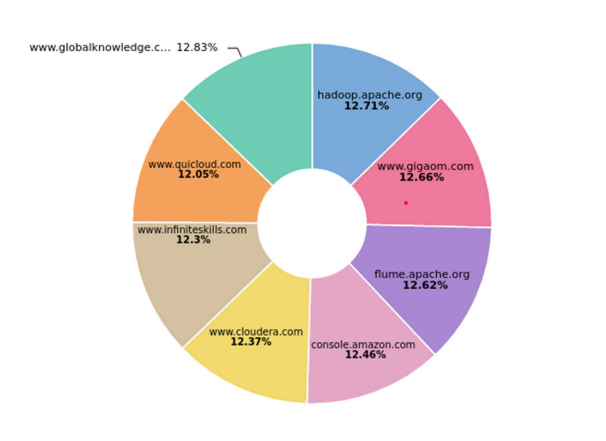 www.globalknowledge.c... 12.83%
hadoop.apache.org
12.71%
www.gigaom.com
12.66%
www.quicloud.com
12.05%
www.infiniteskills.com
12.3%
flume.apache.org
12.62%
www.cloudera.com
12.37%
console.amazon.com
12.46%